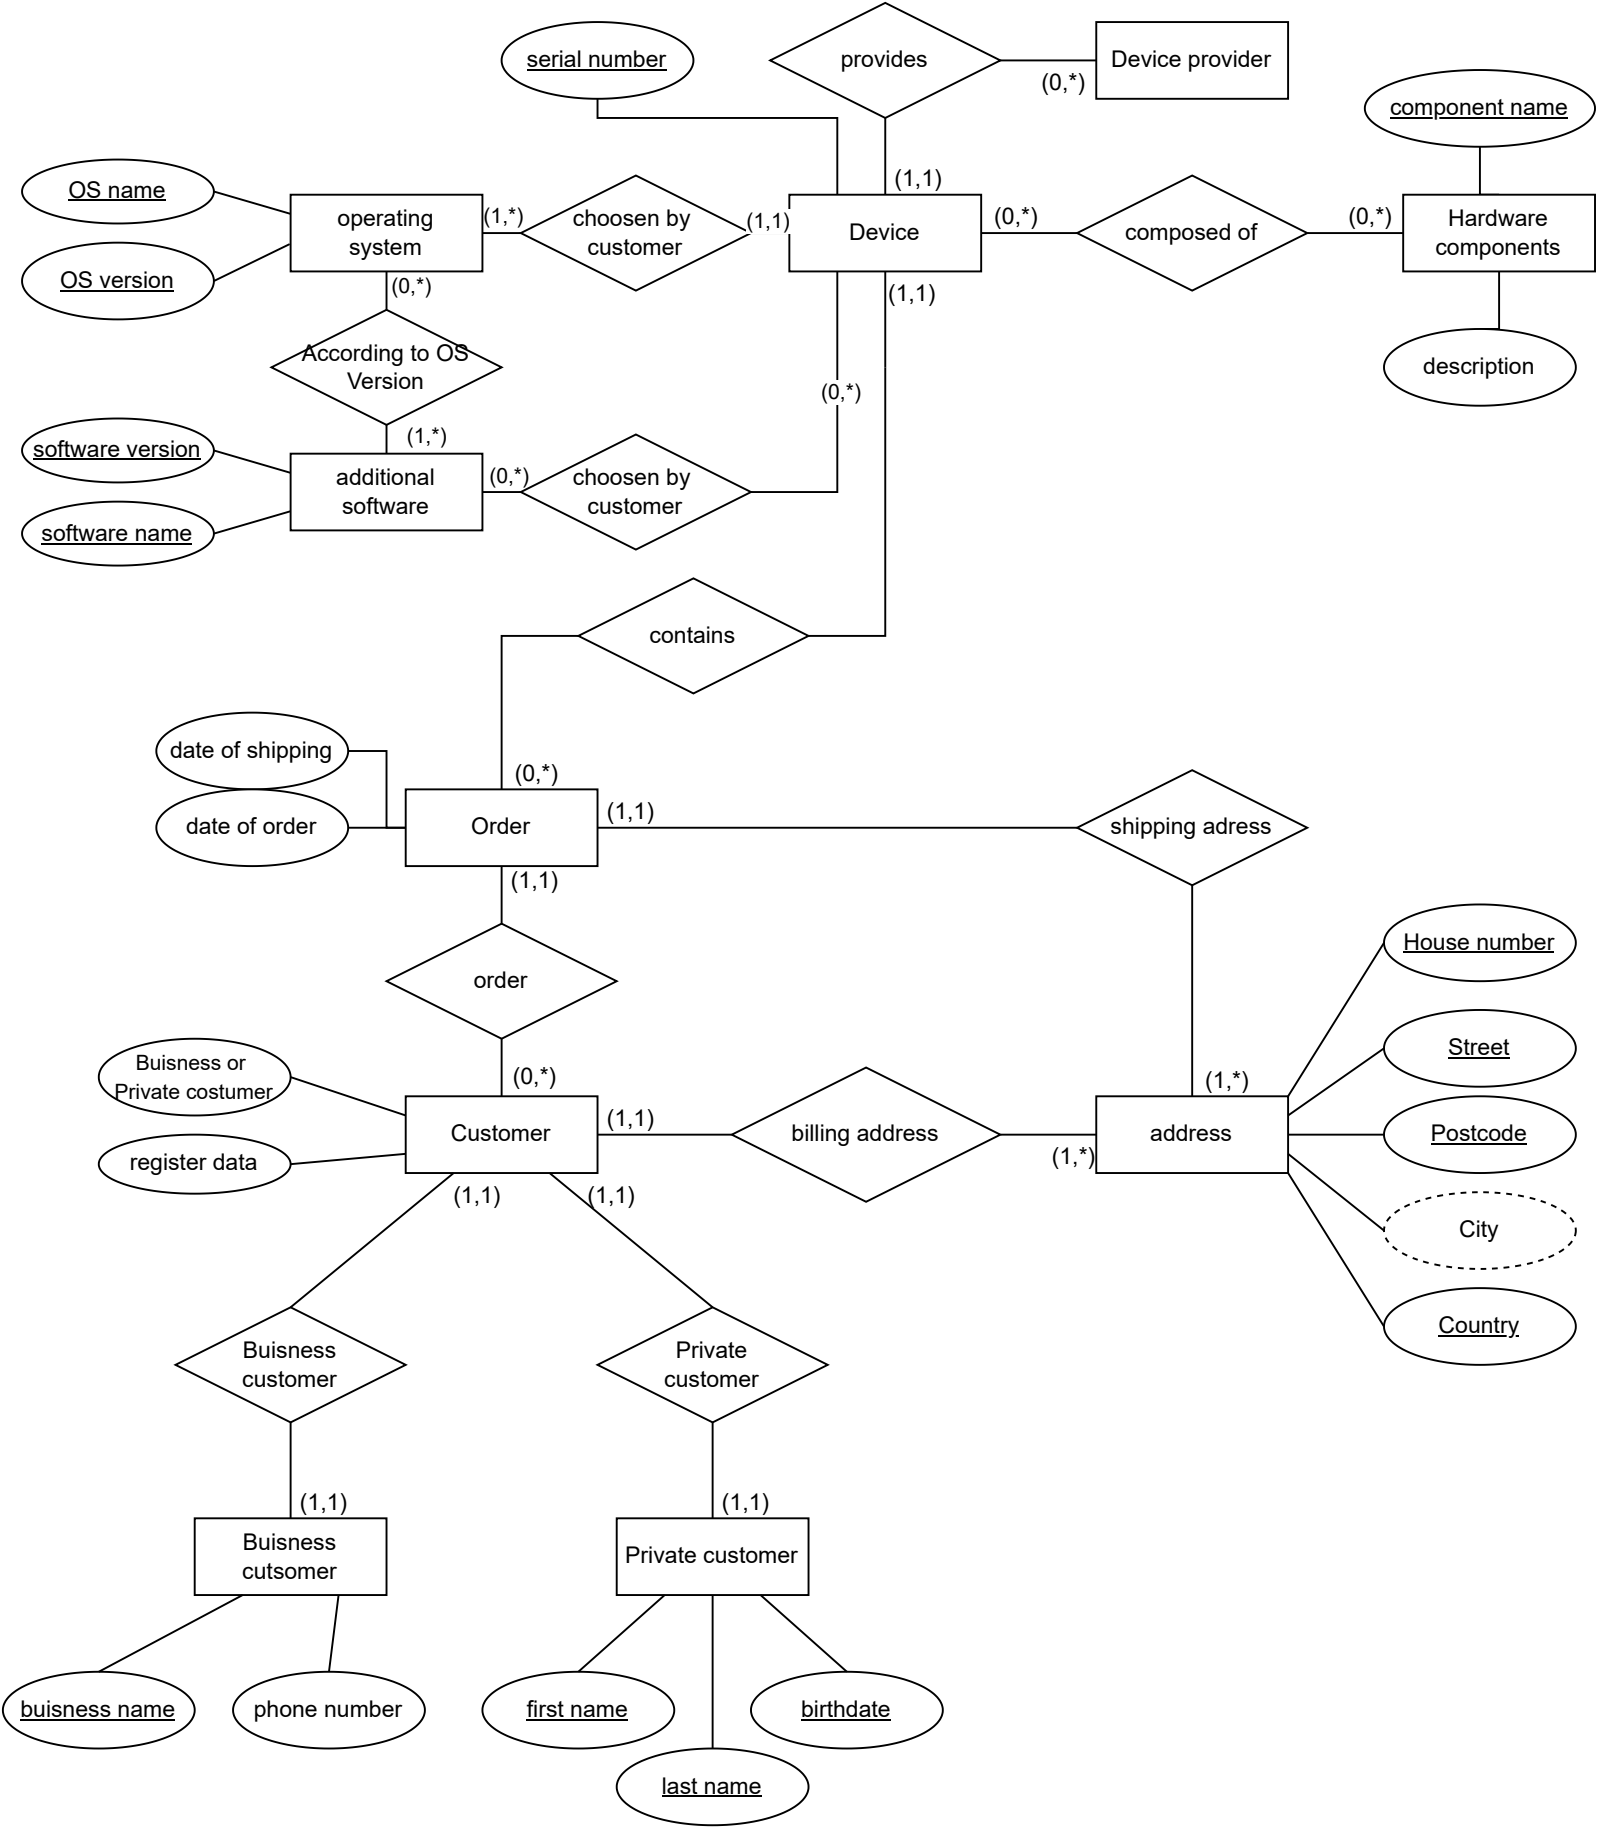 serial number
provides
Device provider
(0,*)
component name
OS name
(1,1)
operating
system
(1,*)
choosen by
customer
(1,1)
Device
(0,*)
composed of
(0,*)
Hardware
components
OS version
(0,*)
(1,1)
According to OS
Version
description
(0,*)
(1,*)
software version
additional
software
(0,*)
choosen by
customer
software name
contains
date of shipping
(0,*)
date of order
Order
(1,1)
shipping adress
(1,1)
House number
order
Street
Buisness or
Private costumer
(0,*)
(1,*)
Customer
(1,1)
billing address
(1,*)
address
Postcode
register data
(1,1)
(1,1)
City
Country
Buisness
customer
Private
customer
(1,1)
(1,1)
Buisness
cutsomer
Private customer
buisness name
phone number
first name
birthdate
last name